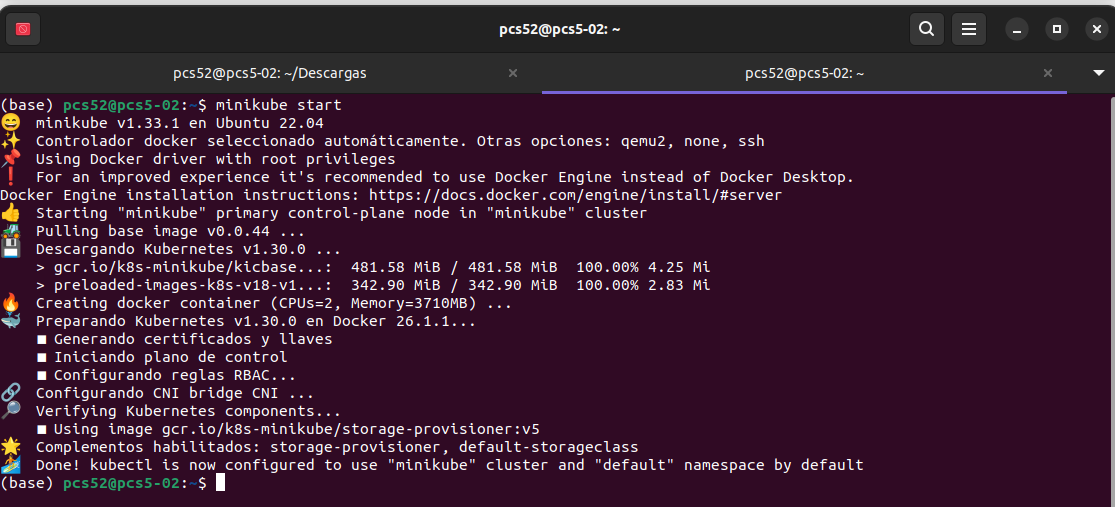 pcs52@pcs5-02: ~
pcs52@pcs5-02: ~/Descargas
pcs52@pcs5-02: ~
(base) pcs52@pcs5-02:~$ minikube start
😄 minikube v1.33.1 en Ubuntu 22.04
✨ Controlador docker seleccionado automáticamente. Otras opciones: qemu2, none, ssh
📌 Using Docker driver with root privileges
❗ For an improved experience it's recommended to use Docker Engine instead of Docker Desktop.
Docker Engine installation instructions: https://docs.docker.com/engine/install/#server
👍 Starting "minikube" primary control-plane node in "minikube" cluster
🚜 Pulling base image v0.0.44 ...
💾 Descargando Kubernetes v1.30.0 ...
> gcr.io/k8s-minikube/kicbase...: 481.58 MiB / 481.58 MiB 100.00% 4.25 Mi
> preloaded-images-k8s-v18-v1...: 342.90 MiB / 342.90 MiB 100.00% 2.83 Mi
🔥 Creating docker container (CPUs=2, Memory=3710MB) ...
🐳 Preparando Kubernetes v1.30.0 en Docker 26.1.1...
■ Generando certificados y llaves
■ Iniciando plano de control
■ Configurando reglas RBAC...
🔗 Configurando CNI bridge CNI ...
🔎 Verifying Kubernetes components...
■ Using image gcr.io/k8s-minikube/storage-provisioner:v5
🌟 Complementos habilitados: storage-provisioner, default-storageclass
🏄 Done! kubectl is now configured to use "minikube" cluster and "default" namespace by default
(base) pcs52@pcs5-02:~$